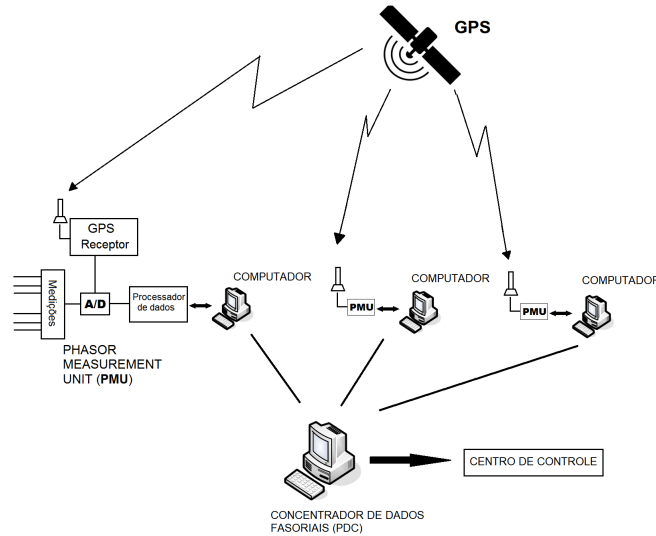 GPS
GPS
Receptor
Medições
A/D
Processador
de dados
COMPUTADOR
PHASOR
MEASUREMENT
UNIT (PMU)
PMU
COMPUTADOR
PMU
COMPUTADOR
CENTRO DE CONTROLE
CONCENTRADOR DE DADOS
FASORIAIS (PDC)